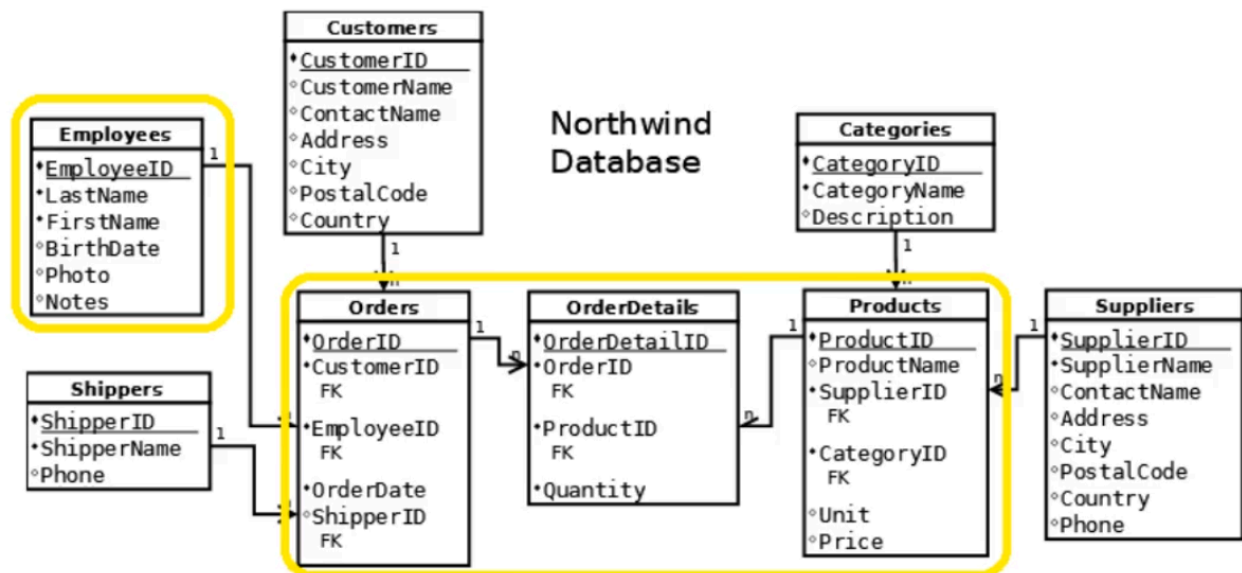 Customers
CustomerID
CustomerName
ContactName
Address
City
PostalCode
Country
1
n
Northwind
Database
Employees
EmployeeID
LastName
FirstName
BirthDate
Photo
Notes
1
Categories
CategoryID
CategoryName
Description
1
n
Shippers
ShipperID
ShipperName
Phone
1
Orders
OrderID
CustomerID
FK
EmployeeID
FK
OrderDate
ShipperID
FK
1
n
OrderDetails
OrderDetailID
OrderID
FK
ProductID
FK
Quantity
1
n
Products
ProductID
ProductName
SupplierID
FK
CategoryID
FK
Unit
Price
1
n
Suppliers
SupplierID
SupplierName
ContactName
Address
City
PostalCode
Country
Phone